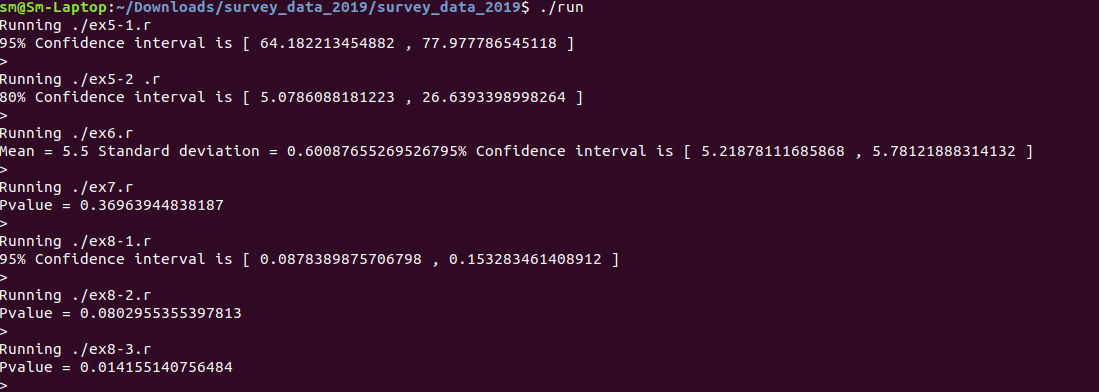 sm@Sm-Laptop:~/Downloads/survey_data_2019/survey_data_2019$ ./run
Running ./ex5-1.r
95% Confidence interval is [ 64.182213454882 , 77.977786545118 ]
>
Running ./ex5-2 .r
80% Confidence interval is [ 5.0786088181223 , 26.6393398998264 ]
>
Running ./ex6.r
Mean = 5.5 Standard deviation = 0.60087655269526795% Confidence interval is [ 5.21878111685868 , 5.78121888314132 ]
>
Running ./ex7.r
Pvalue = 0.36963944838187
>
Running ./ex8-1.r
95% Confidence interval is [ 0.0878389875706798 , 0.153283461408912 ]
>
Running ./ex8-2.r
Pvalue = 0.0802955355397813
>
Running ./ex8-3.r
Pvalue = 0.014155140756484
>